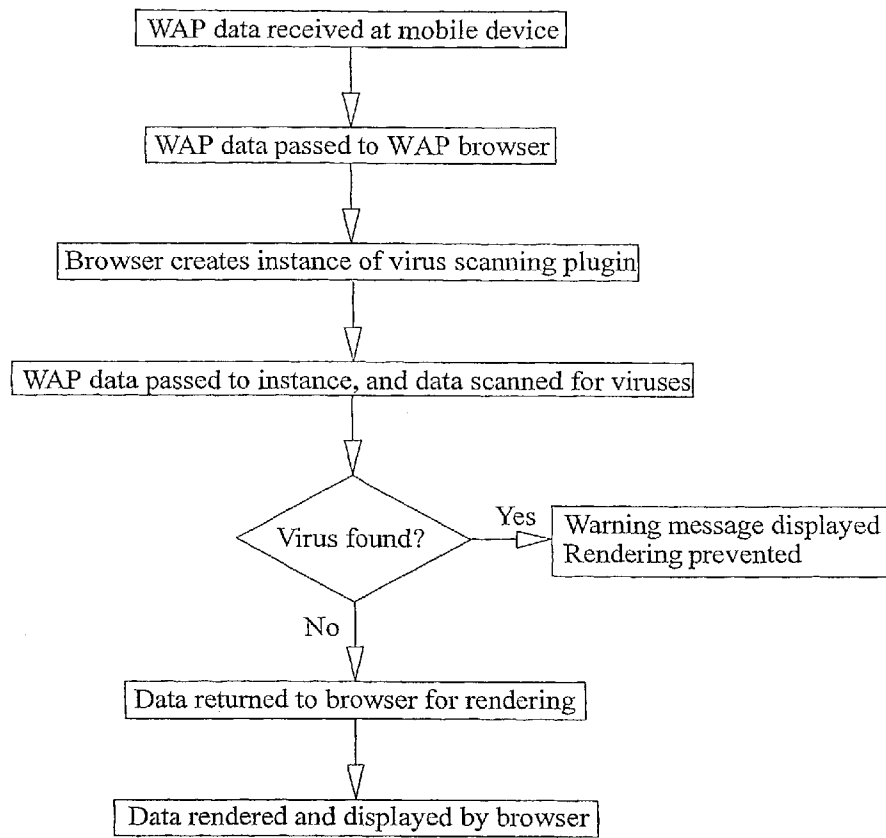 WAP data received at mobile device
WAP data passed to WAP browser
Browser creates instance of virus scanning plugin
WAP data passed to instance, and data scanned for viruses
Virus found?
Yes
Warning message displayed
Rendering prevented
No
Data returned to browser for rendering
Data rendered and displayed by browser